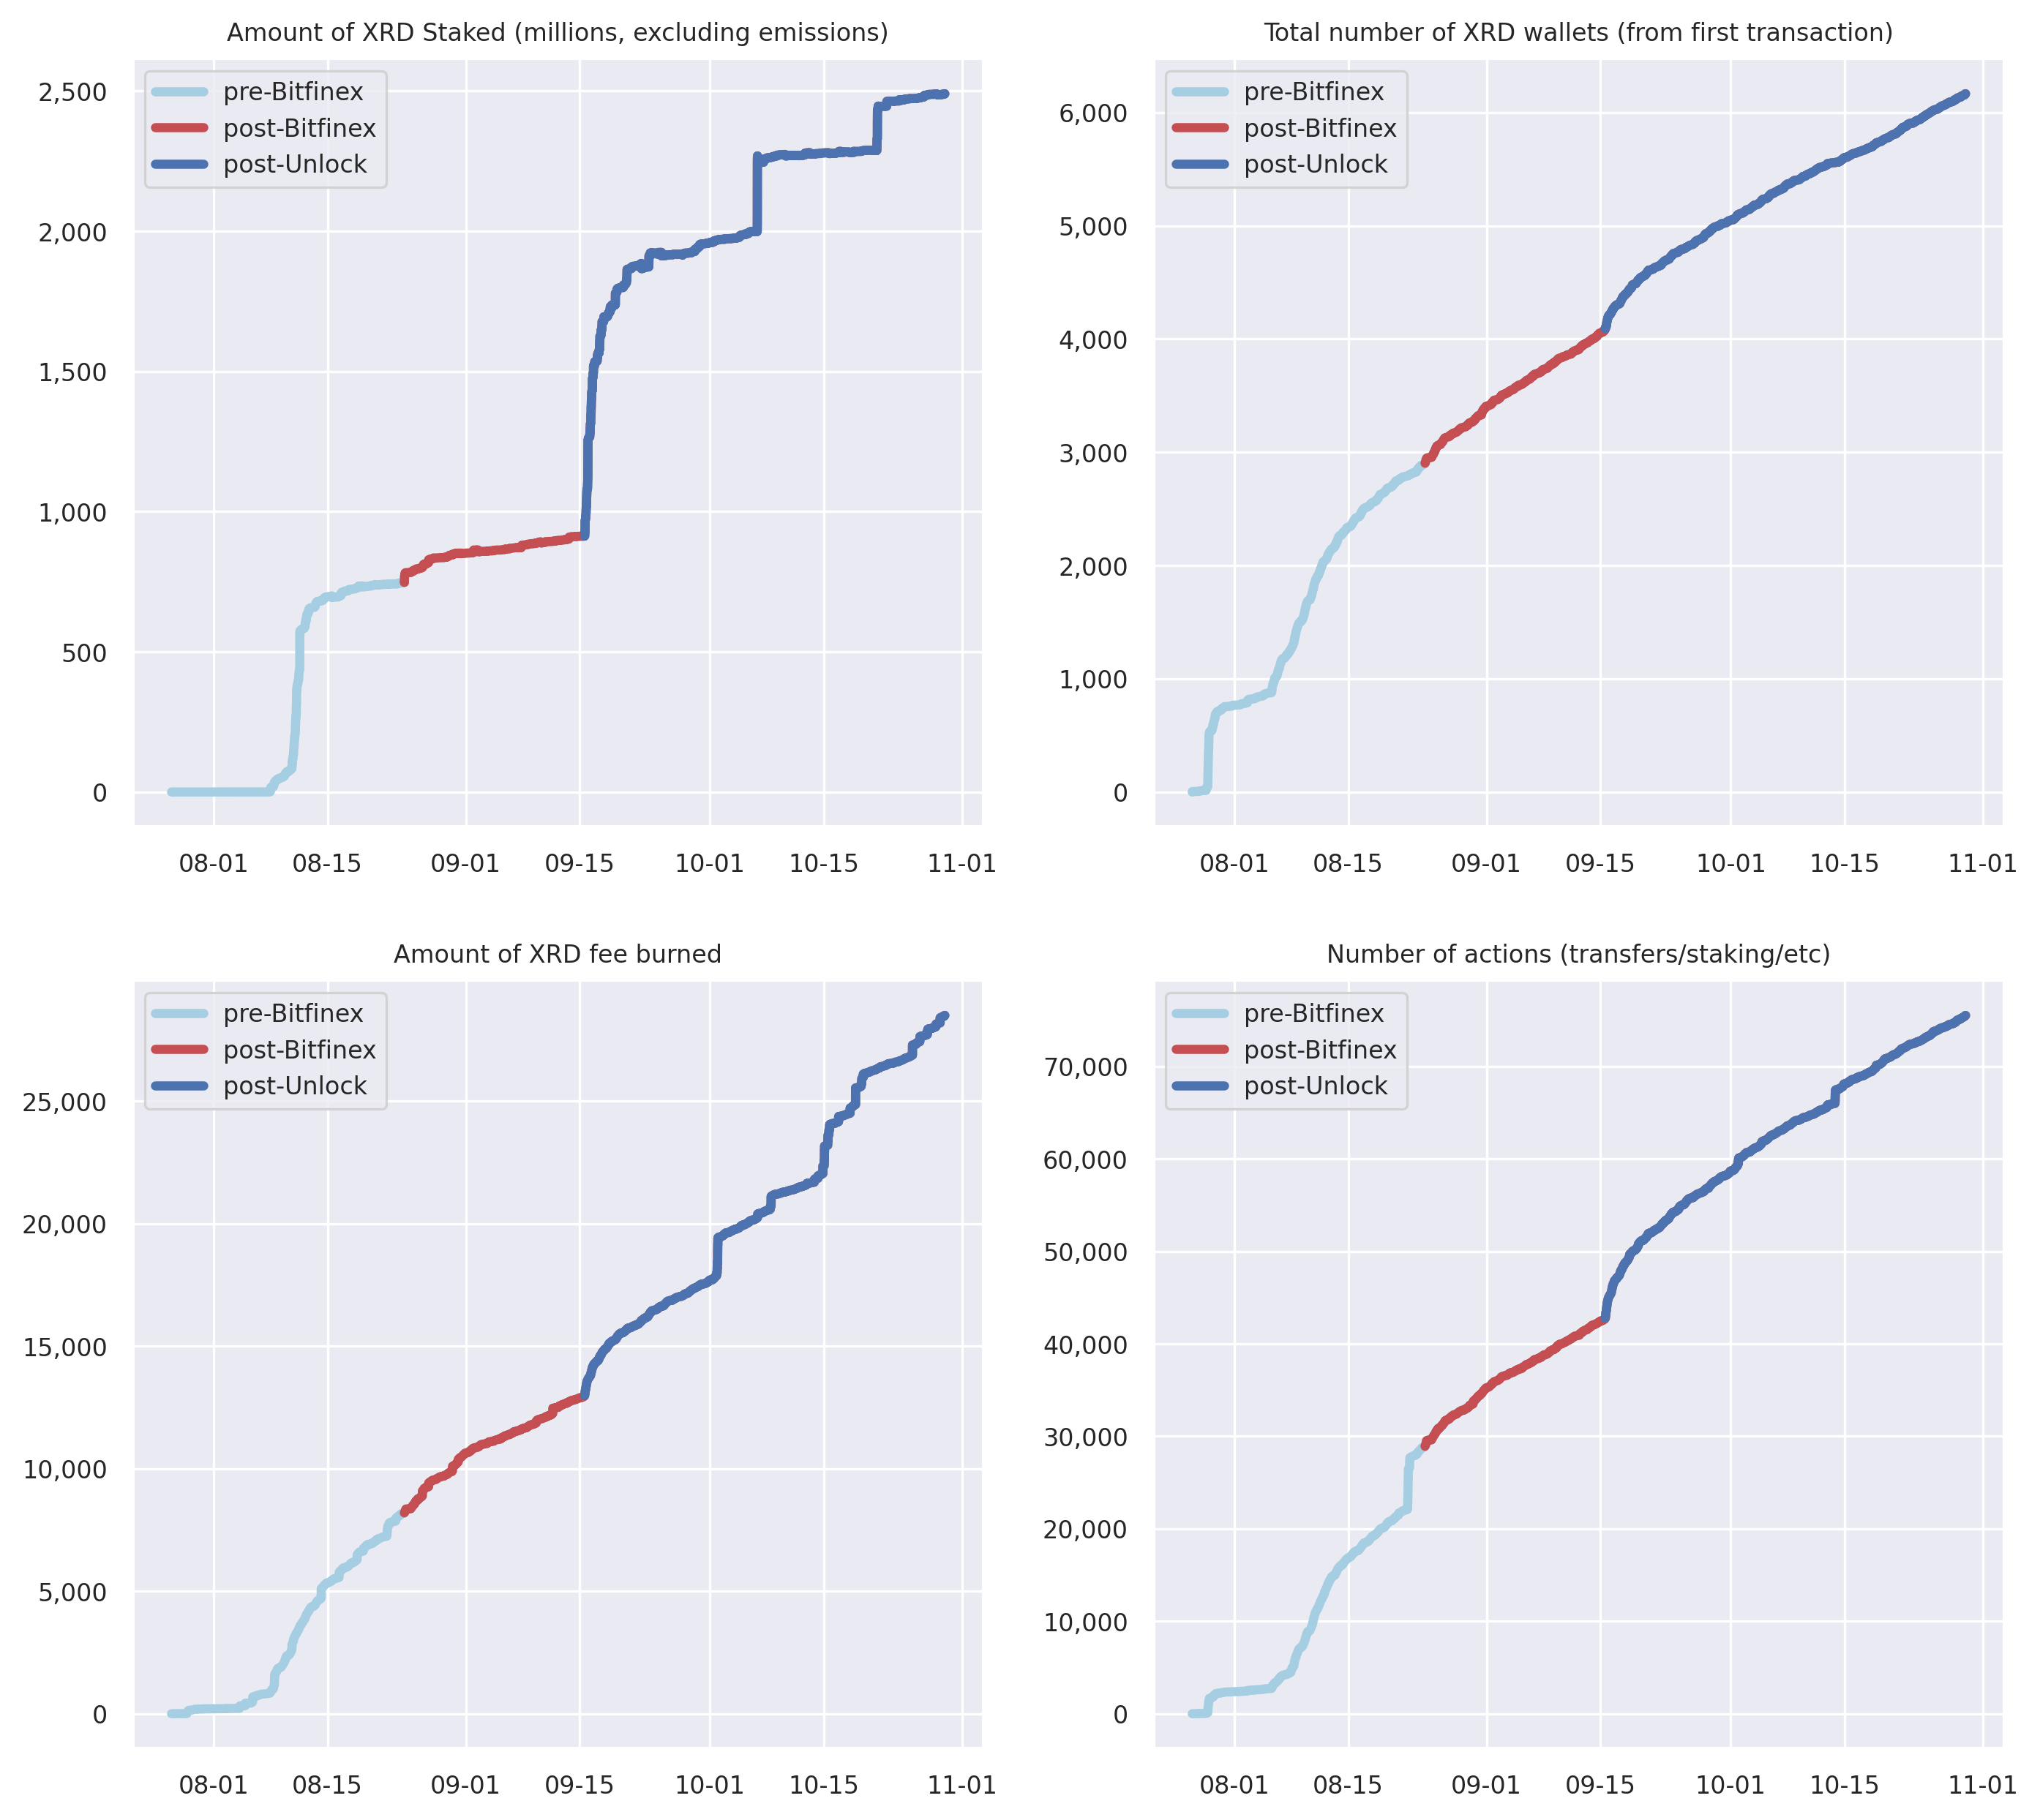 Amount of XRD Staked (millions, excluding emissions)
pre-Bitfinex
post-Bitfinex
post-Unlock
2,500
2,000
1,500
1,000
500
0
08-01 08-15 09-01 09-15 10-01 10-15 11-01
Total number of XRD wallets (from first transaction)
pre-Bitfinex
post-Bitfinex
post-Unlock
6,000
5,000
4,000
3,000
2,000
1,000
0
08-01 08-15 09-01 09-15 10-01 10-15 11-01
Amount of XRD fee burned
pre-Bitfinex
post-Bitfinex
post-Unlock
25,000
20,000
15,000
10,000
5,000
0
08-01 08-15 09-01 09-15 10-01 10-15 11-01
Number of actions (transfers/staking/etc)
pre-Bitfinex
post-Bitfinex
post-Unlock
70,000
60,000
50,000
40,000
30,000
20,000
10,000
0
08-01 08-15 09-01 09-15 10-01 10-15 11-01